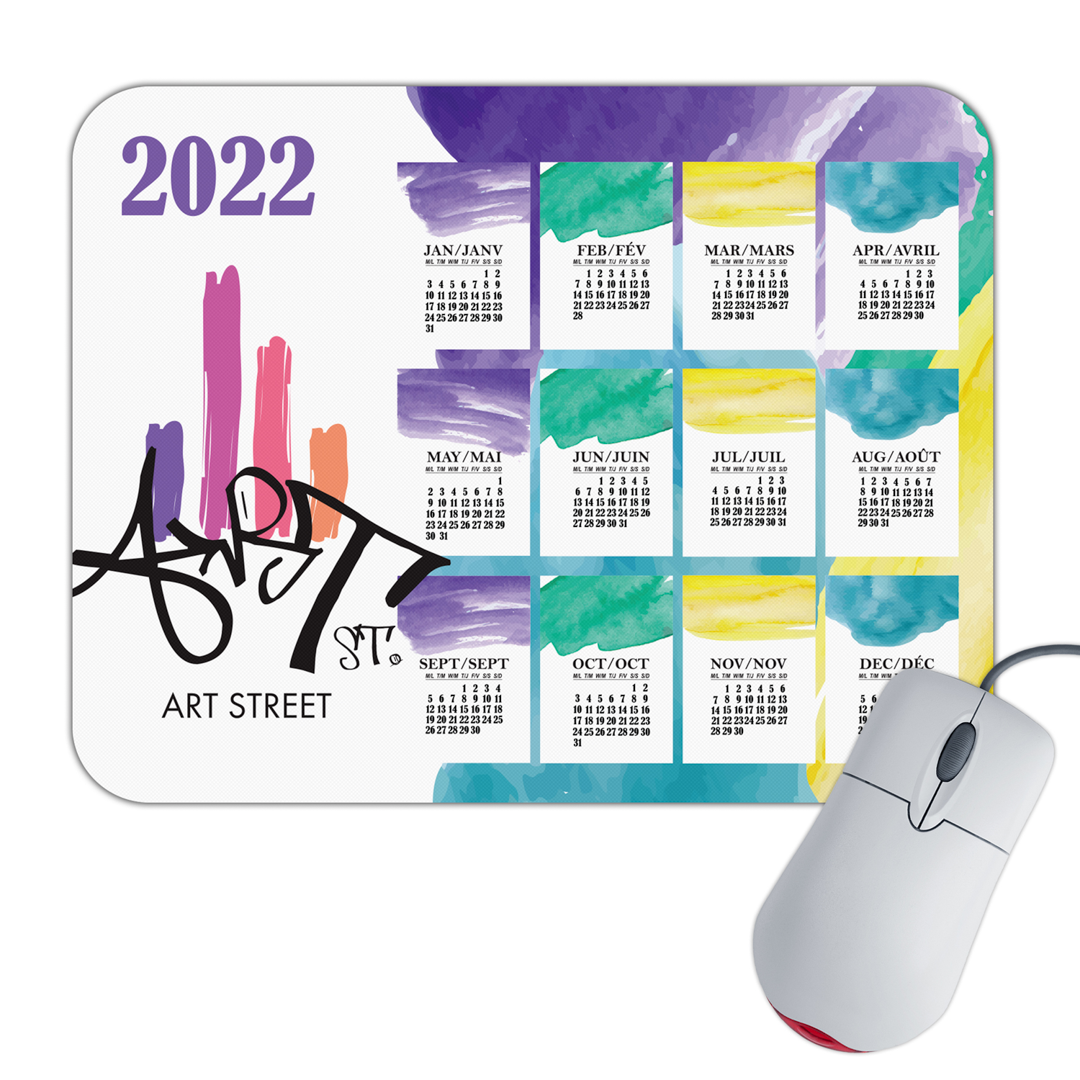 2022
ART
ST.
ART STREET
JAN/JANV
M/L T/M W/M T/J F/V S/S S/D
1 2
3 4 5 6 7 8 9
10 11 12 13 14 15 16
17 18 19 20 21 22 23
24 25 26 27 28 29 30
31
FEB/FÉV
M/L T/M W/M T/J F/V S/S S/D
1 2 3 4 5 6
7 8 9 10 11 12 13
14 15 16 17 18 19 20
21 22 23 24 25 26 27
28
MAR/MARS
M/L T/M W/M T/J F/V S/S S/D
1 2 3 4 5 6
7 8 9 10 11 12 13
14 15 16 17 18 19 20
21 22 23 24 25 26 27
28 29 30 31
APR/AVRIL
M/L T/M W/M T/J F/V S/S S/D
1 2 3
4 5 6 7 8 9 10
11 12 13 14 15 16 17
18 19 20 21 22 23 24
25 26 27 28 29 30
MAY/MAI
M/L T/M W/M T/J F/V S/S S/D
1
2 3 4 5 6 7 8
9 10 11 12 13 14 15
16 17 18 19 20 21 22
23 24 25 26 27 28 29
30 31
JUN/JUIN
M/L T/M W/M T/J F/V S/S S/D
1 2 3 4 5
6 7 8 9 10 11 12
13 14 15 16 17 18 19
20 21 22 23 24 25 26
27 28 29 30 31
JUL/JUIL
M/L T/M W/M T/J F/V S/S S/D
1 2 3
4 5 6 7 8 9 10
11 12 13 14 15 16 17
18 19 20 21 22 23 24
25 26 27 28 29 30 31
AUG/AOÛT
M/L T/M W/M T/J F/V S/S S/D
1 2 3 4 5 6 7
8 9 10 11 12 13 14
15 16 17 18 19 20 21
22 23 24 25 26 27 28
29 30 31
SEPT/SEPT
M/L T/M W/M T/J F/V S/S S/D
1 2 3 4
5 6 7 8 9 10 11
12 13 14 15 16 17 18
19 20 21 22 23 24 25
26 27 28 29 30
OCT/OCT
M/L T/M W/M T/J F/V S/S S/D
1 2
3 4 5 6 7 8 9
10 11 12 13 14 15 16
17 18 19 20 21 22 23
24 25 26 27 28 29 30
31
NOV/NOV
M/L T/M W/M T/J F/V S/S S/D
1 2 3 4 5 6
7 8 9 10 11 12 13
14 15 16 17 18 19 20
21 22 23 24 25 26 27
28 29 30
DEC/DÉC
5 6
12